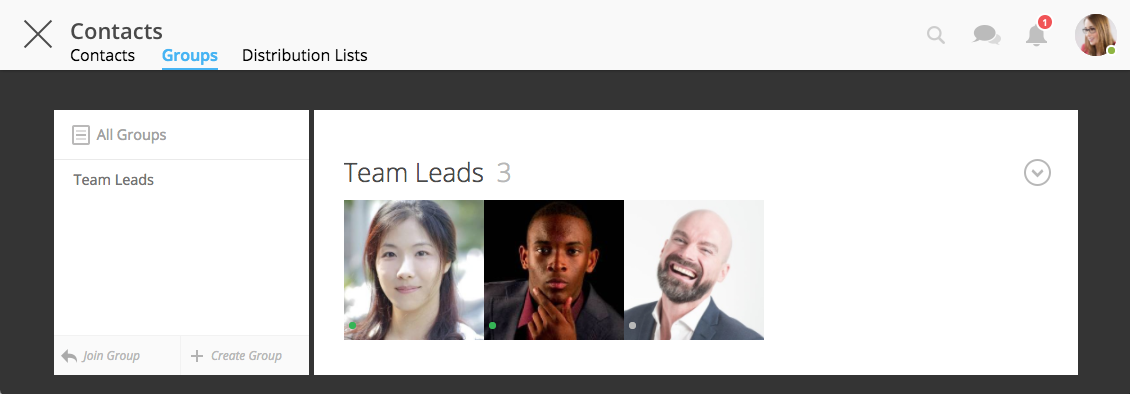 Contacts
Contacts Groups Distribution Lists
1
All Groups
Team Leads
Team Leads 3
Join Group
Create Group